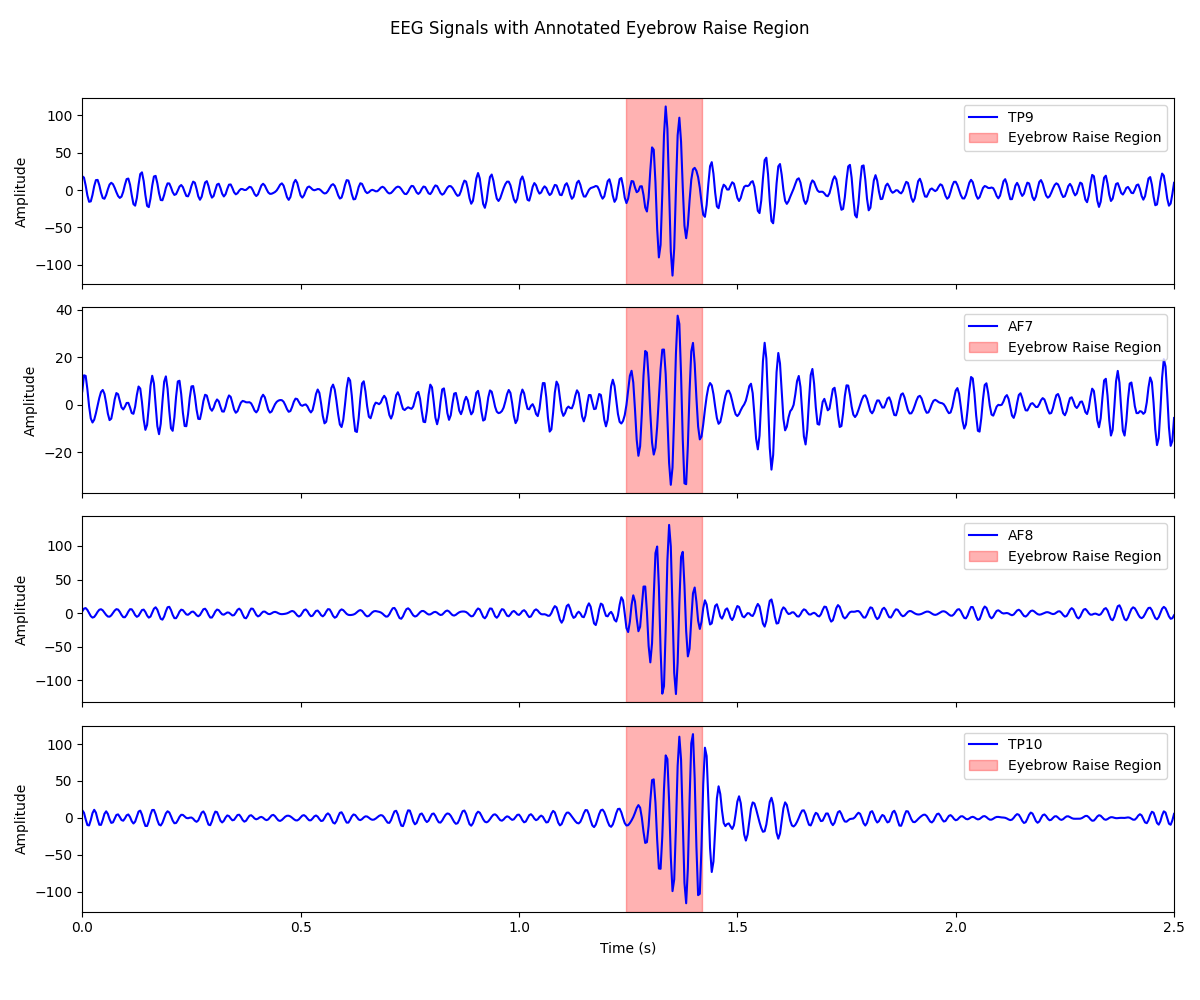 EEG Signals with Annotated Eyebrow Raise Region
100
50
0
−50
−100
Amplitude
TP9
Eyebrow Raise Region
40
20
0
−20
Amplitude
AF7
Eyebrow Raise Region
100
50
0
−50
−100
Amplitude
AF8
Eyebrow Raise Region
100
50
0
−50
−100
Amplitude
TP10
Eyebrow Raise Region
0.0 0.5 1.0 1.5 2.0 2.5
Time (s)